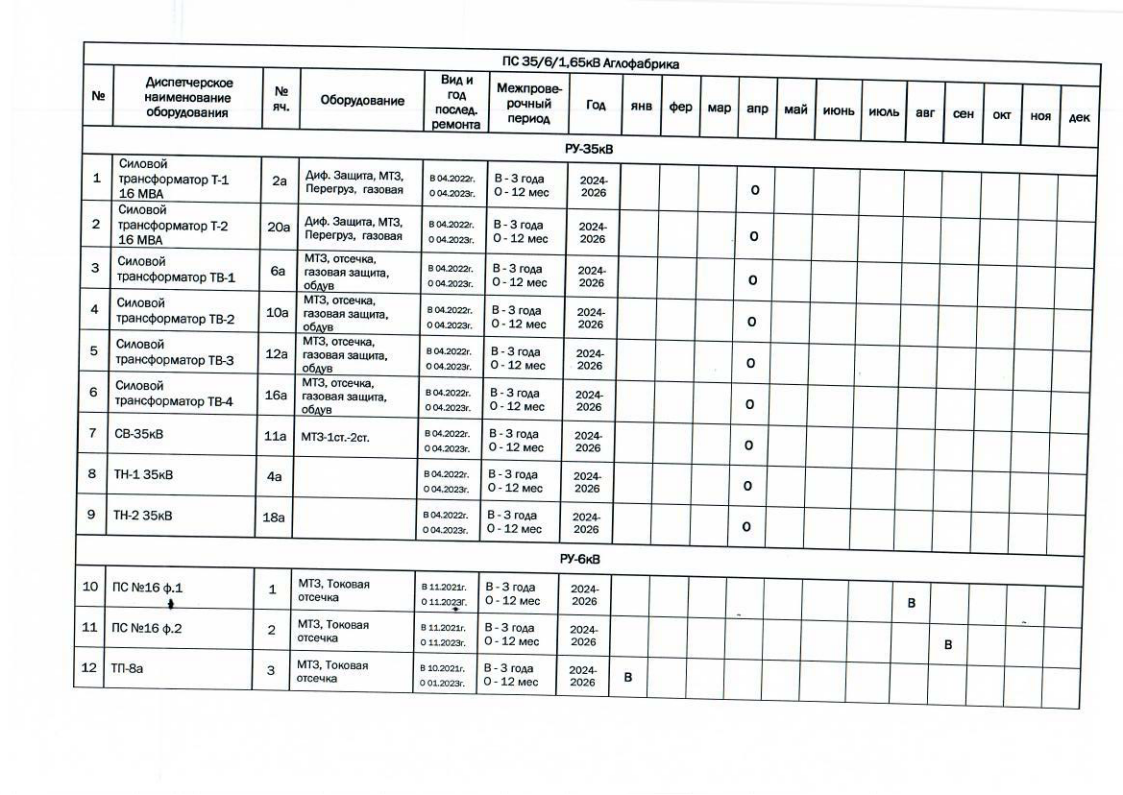 ПС 35/6/1,65кВ Аглофабрика
№ Диспетчерское наименование оборудования № яч. Оборудование Вид и год послед. ремонта Межпрове-рочный период Год янв фер мар апр май июнь июль авг сен окт ноя дек
РУ-35кВ
1 Силовой трансформатор Т-1 16 МВА 2а Диф. Защита, МТЗ, Перегруз, газовая В 04.2022г. О 04.2023г. В - 3 года О - 12 мес 2024-2026 О
2 Силовой трансформатор Т-2 16 МВА 20а Диф. Защита, МТЗ, Перегруз, газовая В 04.2022г. О 04.2023г. В - 3 года О - 12 мес 2024-2026 О
3 Силовой трансформатор ТВ-1 6а МТЗ, отсечка, газовая защита, обдув В 04.2022г. О 04.2023г. В - 3 года О - 12 мес 2024-2026 О
4 Силовой трансформатор ТВ-2 10а МТЗ, отсечка, газовая защита, обдув В 04.2022г. О 04.2023г. В - 3 года О - 12 мес 2024-2026 О
5 Силовой трансформатор ТВ-3 12а МТЗ, отсечка, газовая защита, обдув В 04.2022г. О 04.2023г. В - 3 года О - 12 мес 2024-2026 О
6 Силовой трансформатор ТВ-4 16а МТЗ, отсечка, газовая защита, обдув В 04.2022г. О 04.2023г. В - 3 года О - 12 мес 2024-2026 О
7 СВ-35кВ 11а МТЗ-1ст.-2ст. В 04.2022г. О 04.2023г. В - 3 года О - 12 мес 2024-2026 О
8 ТН-1 35кВ 4а В 04.2022г. О 04.2023г. В - 3 года О - 12 мес 2024-2026 О
9 ТН-2 35кВ 18а В 04.2022г. О 04.2023г. В - 3 года О - 12 мес 2024-2026 О
РУ-6кВ
10 ПС №16 ф.1 1 МТЗ, Токовая отсечка В 11.2021г. О 11.2023г. В - 3 года О - 12 мес 2024-2026 В
11 ПС №16 ф.2 2 МТЗ, Токовая отсечка В 11.2021г. О 11.2023г. В - 3 года О - 12 мес 2024-2026 В
12 ТП-8а 3 МТЗ, Токовая отсечка В 10.2021г. О 01.2023г. В - 3 года О - 12 мес 2024-2026 В